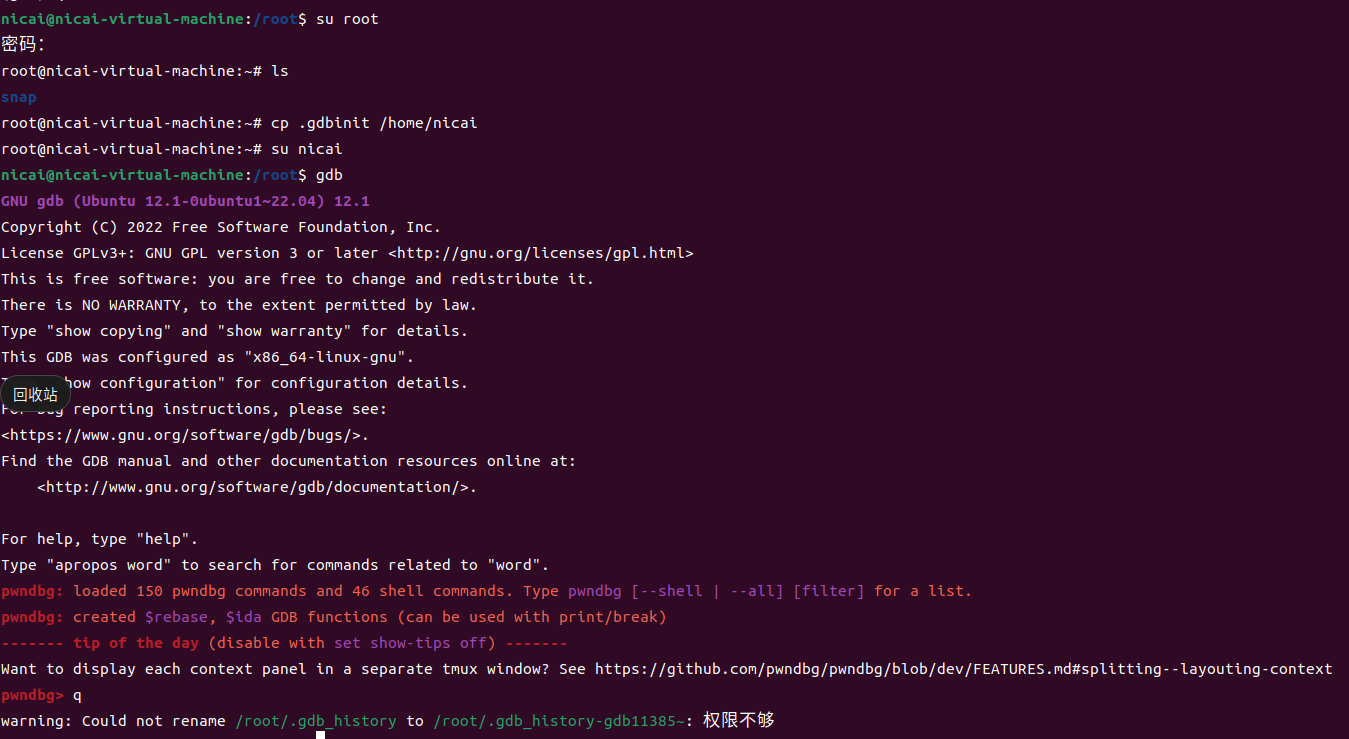 nicai@nicai-virtual-machine:/root$ su root
密码：
root@nicai-virtual-machine:~# ls
snap
root@nicai-virtual-machine:~# cp .gdbinit /home/nicai
root@nicai-virtual-machine:~# su nicai
nicai@nicai-virtual-machine:/root$ gdb
GNU gdb (Ubuntu 12.1-0ubuntu1~22.04) 12.1
Copyright (C) 2022 Free Software Foundation, Inc.
License GPLv3+: GNU GPL version 3 or later <http://gnu.org/licenses/gpl.html>
This is free software: you are free to change and redistribute it.
There is NO WARRANTY, to the extent permitted by law.
Type "show copying" and "show warranty" for details.
This GDB was configured as "x86_64-linux-gnu".
how configuration" for configuration details.
回收站
reporting instructions, please see:
<https://www.gnu.org/software/gdb/bugs/>.
Find the GDB manual and other documentation resources online at:
    <http://www.gnu.org/software/gdb/documentation/>.
For help, type "help".
Type "apropos word" to search for commands related to "word".
pwndbg: loaded 150 pwndbg commands and 46 shell commands. Type pwndbg [--shell | --all] [filter] for a list.
pwndbg: created $rebase, $ida GDB functions (can be used with print/break)
------- tip of the day (disable with set show-tips off) -------
Want to display each context panel in a separate tmux window? See https://github.com/pwndbg/pwndbg/blob/dev/FEATURES.md#splitting--layouting-context
pwndbg> q
warning: Could not rename /root/.gdb_history to /root/.gdb_history-gdb11385~: 权限不够